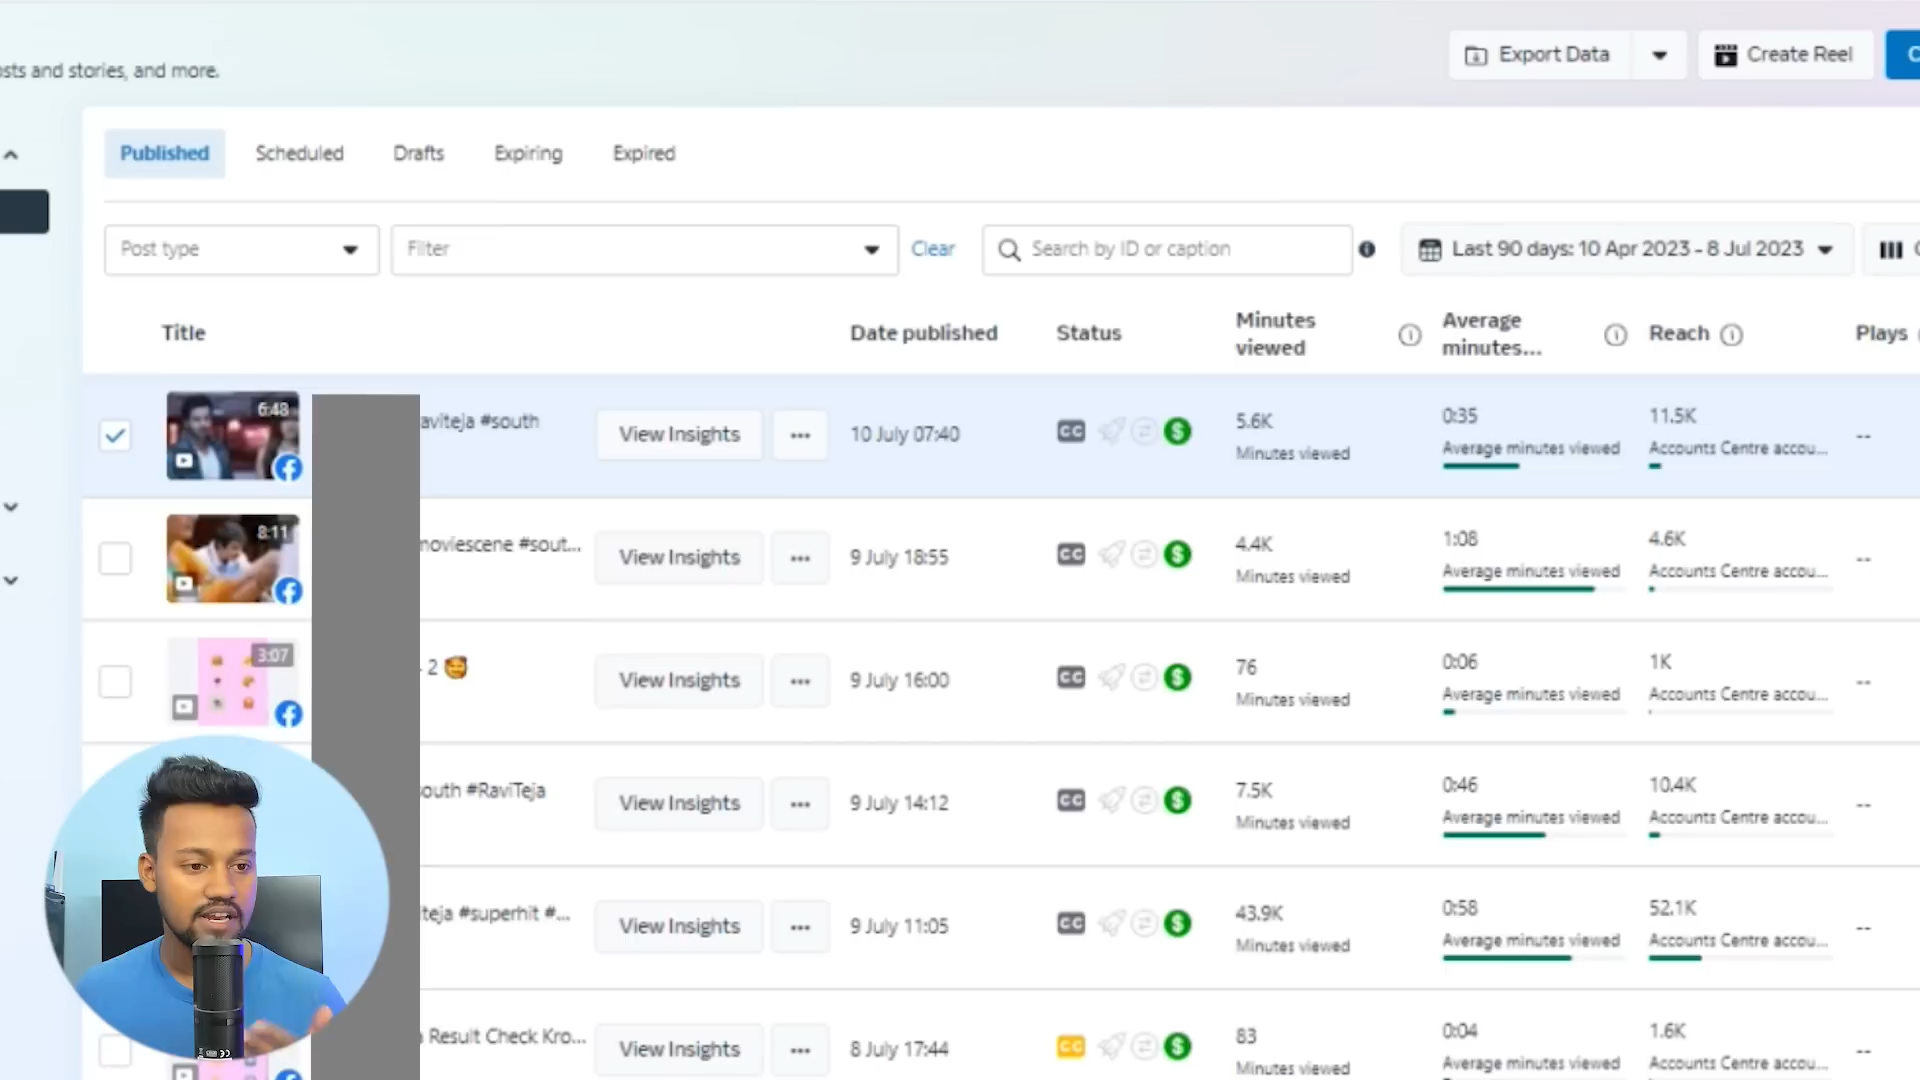 Export Data
Create Reel
sts and stories, and more.
Published
Scheduled
Drafts
Expiring
Expired
Post type
Filter
Clear
Search by ID or caption
Last 90 days: 10 Apr 2023 - 8 Jul 2023
Title
Date published
Status
Minutes
viewed
Average
minutes...
Reach
Plays
6:48
aviteja #south
View Insights
10 July 07:40
CC
$
5.6K
Minutes viewed
0:35
Average minutes viewed
11.5K
Accounts Centre accou...
--
8:11
moviescene #sout...
View Insights
9 July 18:55
CC
$
4.4K
Minutes viewed
1:08
Average minutes viewed
4.6K
Accounts Centre accou...
--
3:07
- 2 🥰
View Insights
9 July 16:00
CC
$
76
Minutes viewed
0:06
Average minutes viewed
1K
Accounts Centre accou...
--
outh #RaviTeja
View Insights
9 July 14:12
CC
$
7.5K
Minutes viewed
0:46
Average minutes viewed
10.4K
Accounts Centre accou...
--
iteja #superhit #...
View Insights
9 July 11:05
CC
$
43.9K
Minutes viewed
0:58
Average minutes viewed
52.1K
Accounts Centre accou...
--
Result Check Kro...
View Insights
8 July 17:44
CC
$
83
Minutes viewed
0:04
Average minutes viewed
1.6K
Accounts Centre accou...
--